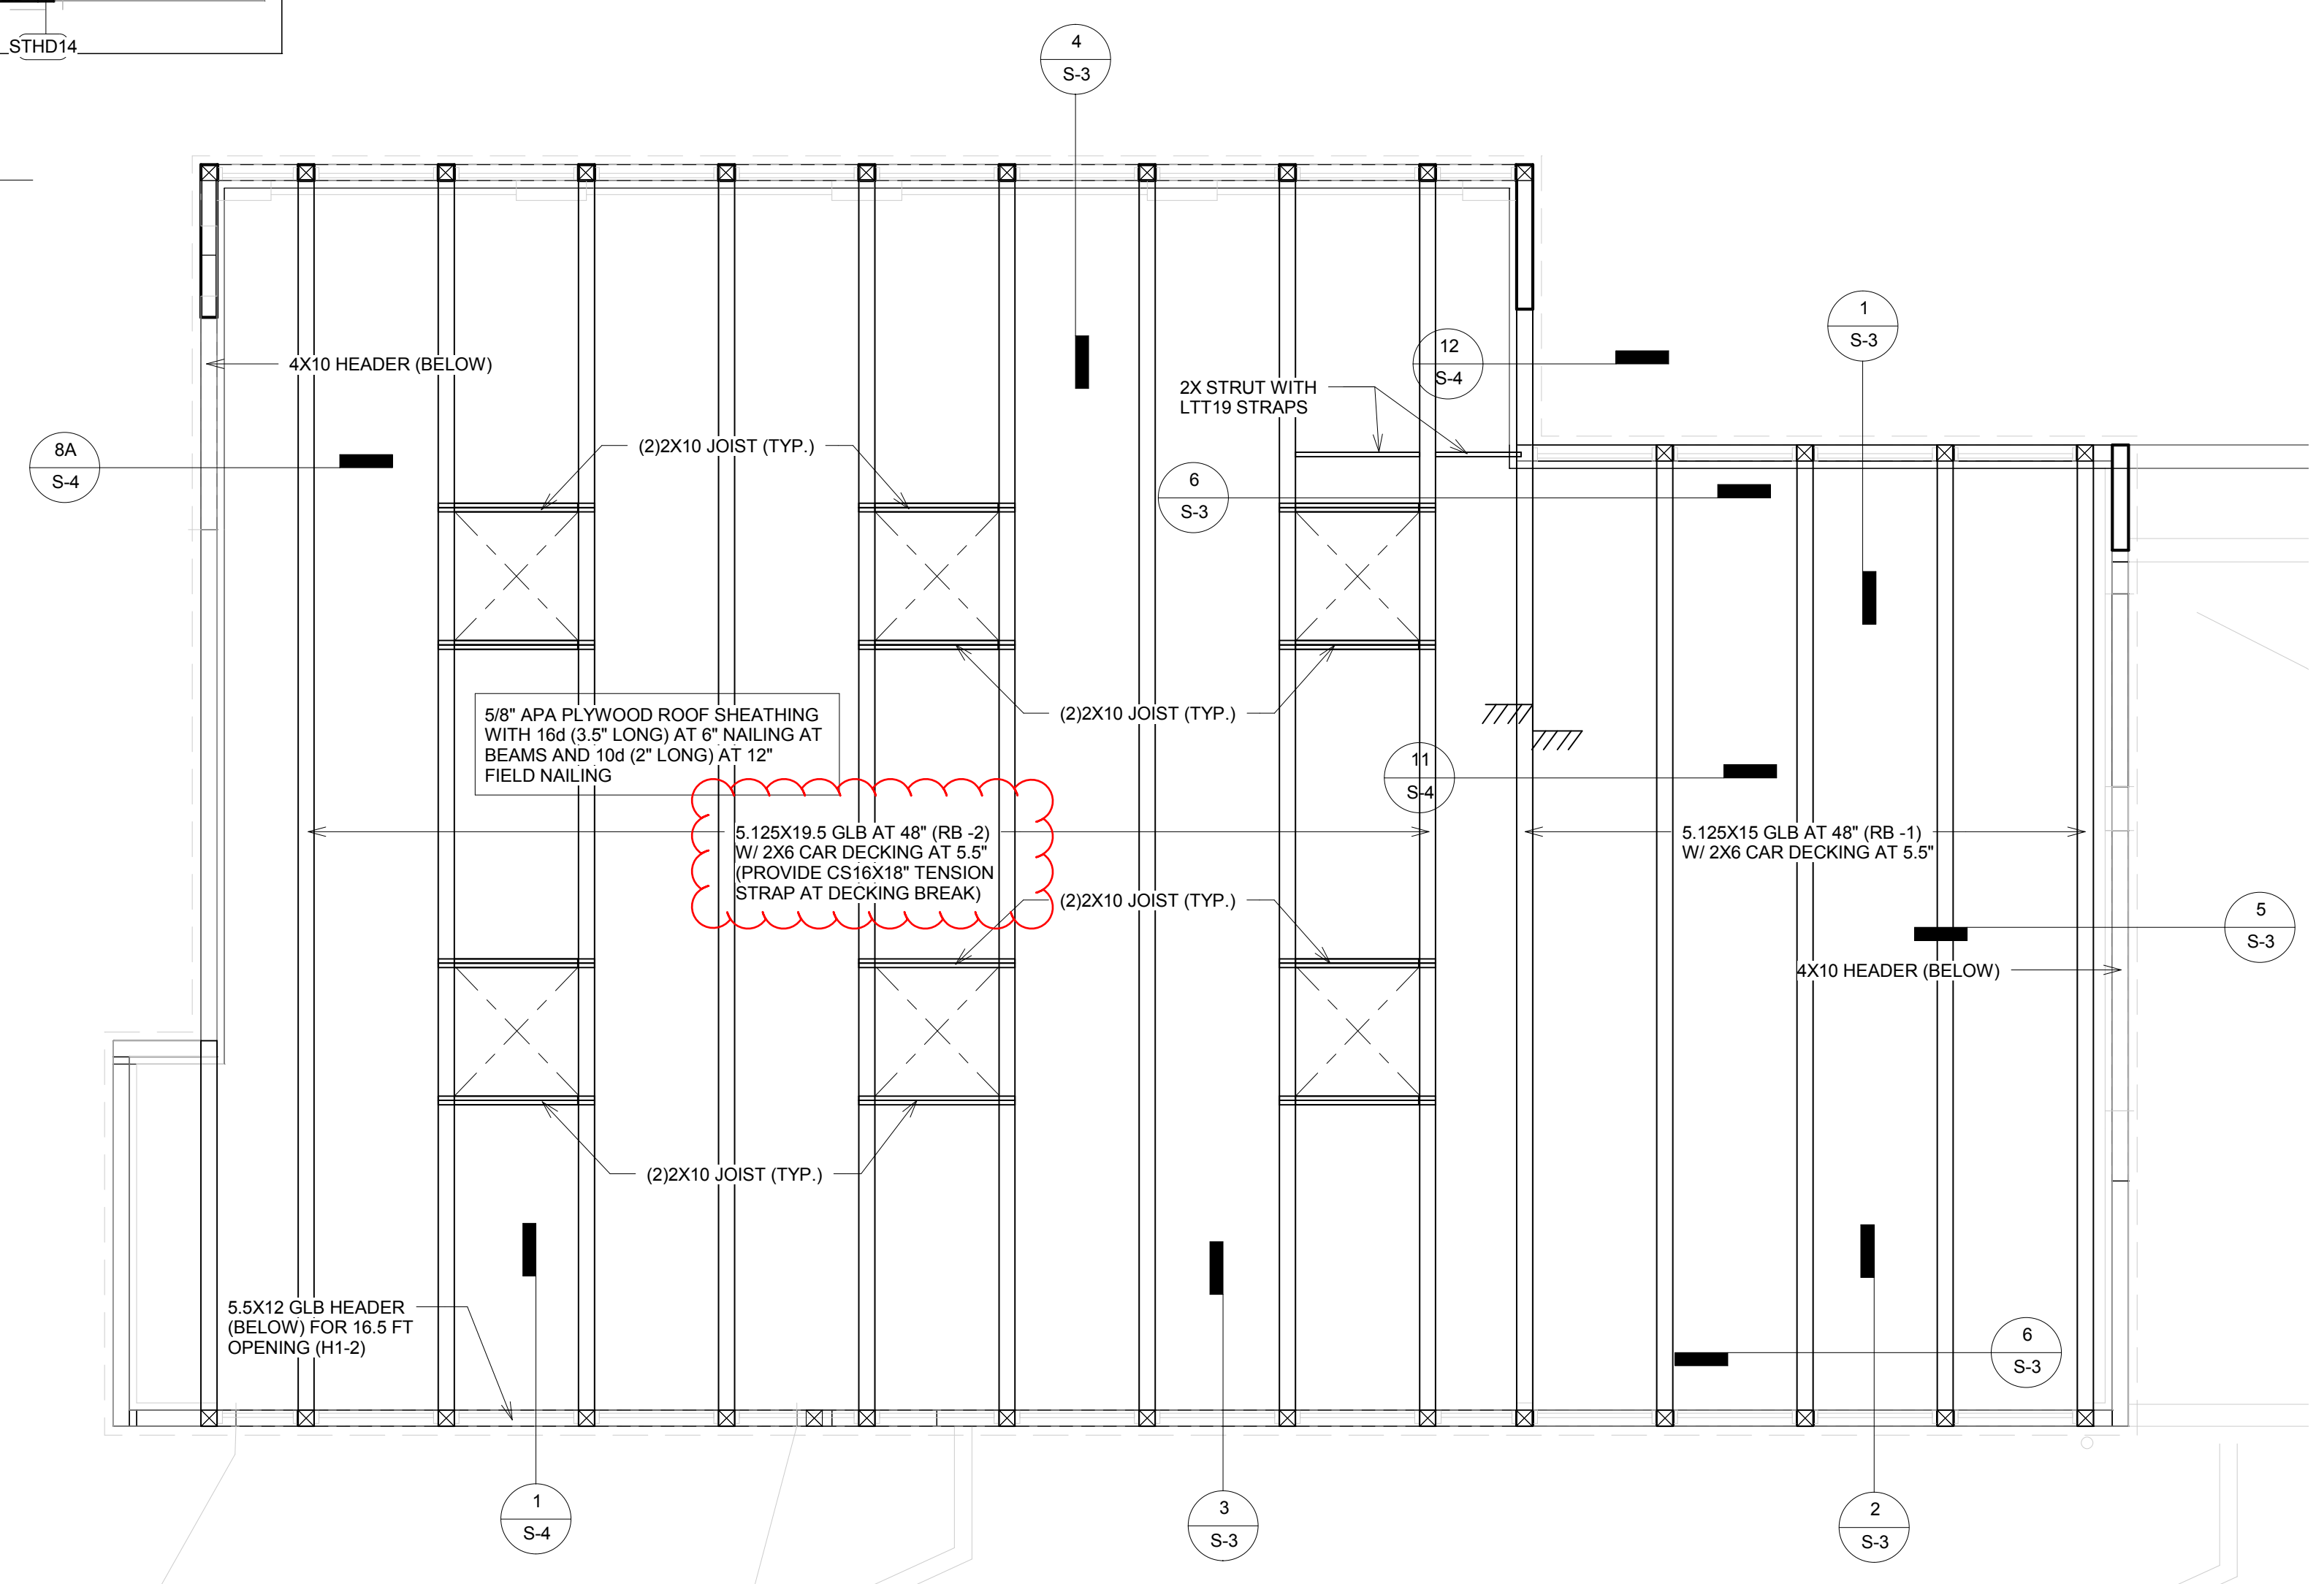 STHD14
4
S-3
1
S-3
12
S-4
4X10 HEADER (BELOW)
2X STRUT WITH
LTT19 STRAPS
8A
S-4
(2)2X10 JOIST (TYP.)
6
S-3
5/8" APA PLYWOOD ROOF SHEATHING
WITH 16d (3.5" LONG) AT 6" NAILING AT
BEAMS AND 10d (2" LONG) AT 12"
FIELD NAILING
(2)2X10 JOIST (TYP.)
11
S-4
5.125X19.5 GLB AT 48" (RB -2)
W/ 2X6 CAR DECKING AT 5.5"
(PROVIDE CS16X18" TENSION
STRAP AT DECKING BREAK)
5.125X15 GLB AT 48" (RB -1)
W/ 2X6 CAR DECKING AT 5.5"
(2)2X10 JOIST (TYP.)
5
S-3
4X10 HEADER (BELOW)
(2)2X10 JOIST (TYP.)
5.5X12 GLB HEADER
(BELOW) FOR 16.5 FT
OPENING (H1-2)
6
S-3
1
S-4
3
S-3
2
S-3